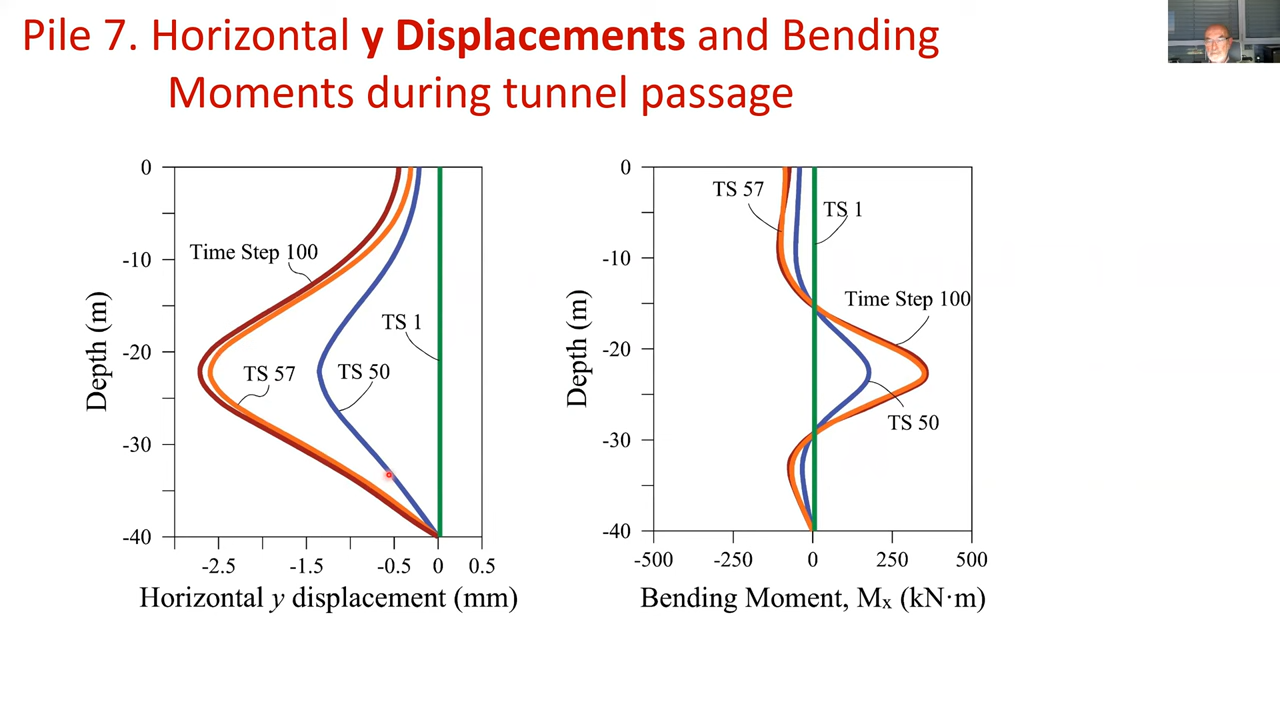 Pile 7. Horizontal y Displacements and Bending
Moments during tunnel passage
0
-10
-20
-30
-40
Depth (m)
Time Step 100
TS 1
TS 57
TS 50
-2.5 -1.5 -0.5 0 0.5
Horizontal y displacement (mm)
0
-10
-20
-30
-40
Depth (m)
TS 57
TS 1
Time Step 100
TS 50
-500 -250 0 250 500
Bending Moment, Mₓ (kN·m)